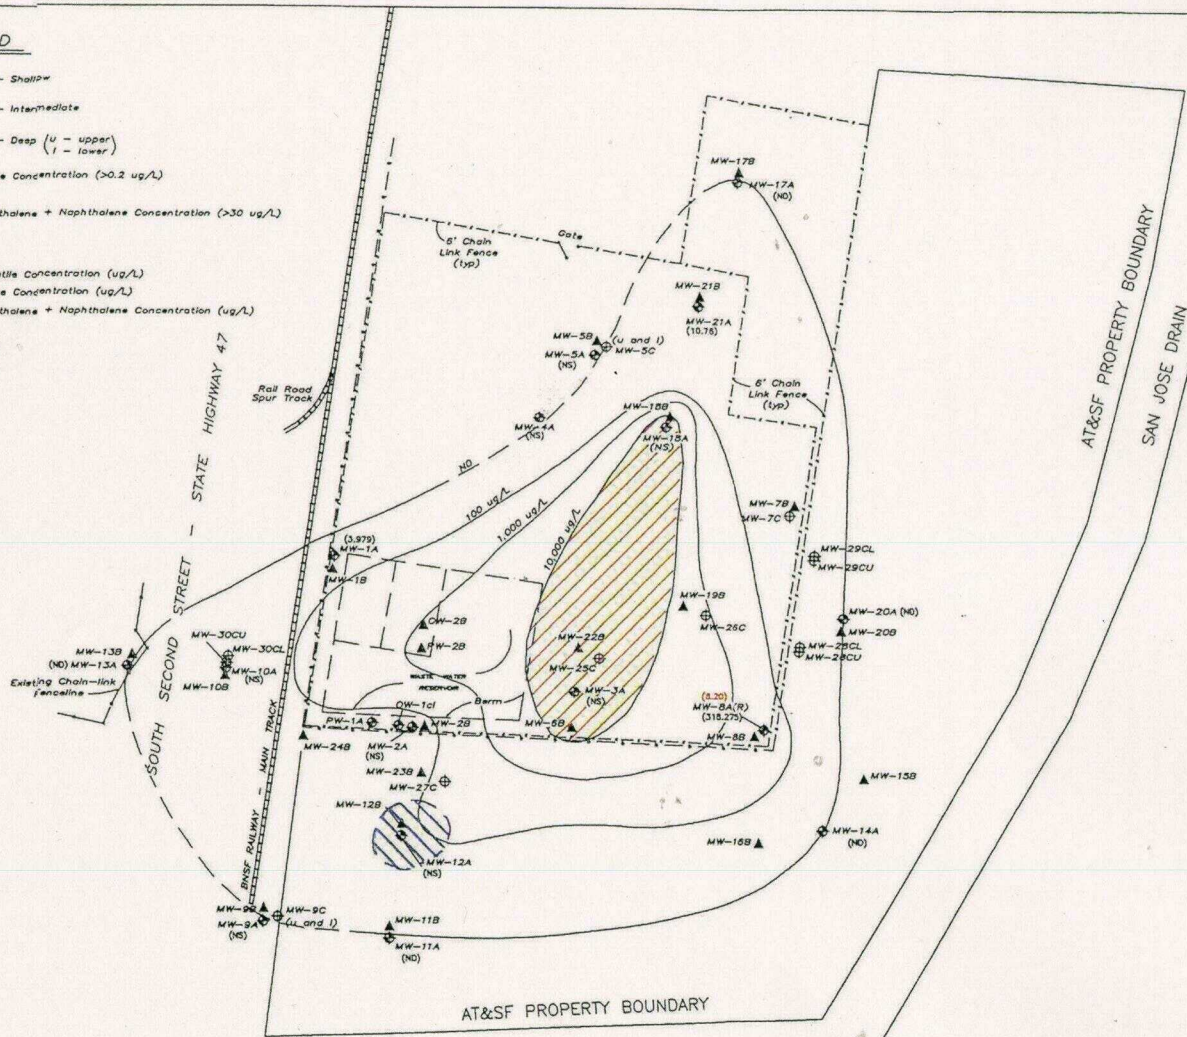 D
- Shallow
- Intermediate
- Deep (u - upper
l - lower)
e Concentration (>0.2 ug/L)
thalene + Naphthalene Concentration (>30 ug/L)
tile Concentration (ug/L)
e Concentration (ug/L)
thalene + Naphthalene Concentration (ug/L)
MW-17B
MW-17A
(ND)
Gate
6' Chain
Link Fence
(typ)
MW-21B
MW-21A
(10.76)
MW-5B
(u and l)
MW-5A
MW-5C
(NS)
Rail Road
Spur Track
6' Chain
Link Fence
(typ)
MW-18B
MW-4A
(NS)
MW-18A
(NS)
ND
100 ug/L
1,000 ug/L
10,000 ug/L
MW-7B
MW-7C
(3.979)
MW-1A
MW-1B
MW-29CL
MW-29CU
MW-19B
MW-26C
MW-20A (ND)
MW-20B
OW-2B
PW-2B
MW-22B
MW-25C
MW-28CL
MW-28CU
MW-30CU
MW-30CL
MW-13B
(ND) MW-13A
MW-10A
(NS)
MW-10B
Existing Chain-link
Fenceline
WASTE WATER
RESERVOIR
Berm
MW-3A
(NS)
(5.20)
MW-8A(R)
(318.275)
PW-1A
OW-1cl
MW-2B
MW-6B
MW-8B
MW-24B
MW-2A
(NS)
MW-23B
MW-27C
MW-15B
MW-12B
MW-14A
(ND)
MW-16B
MW-12A
(NS)
MW-9B
MW-9C
(u and l)
MW-9A
(NS)
MW-11B
MW-11A
(ND)
SOUTH SECOND STREET - STATE HIGHWAY 47
BNSF RAILWAY - MAIN TRACK
AT&SF PROPERTY BOUNDARY
SAN JOSE DRAIN
AT&SF PROPERTY BOUNDARY